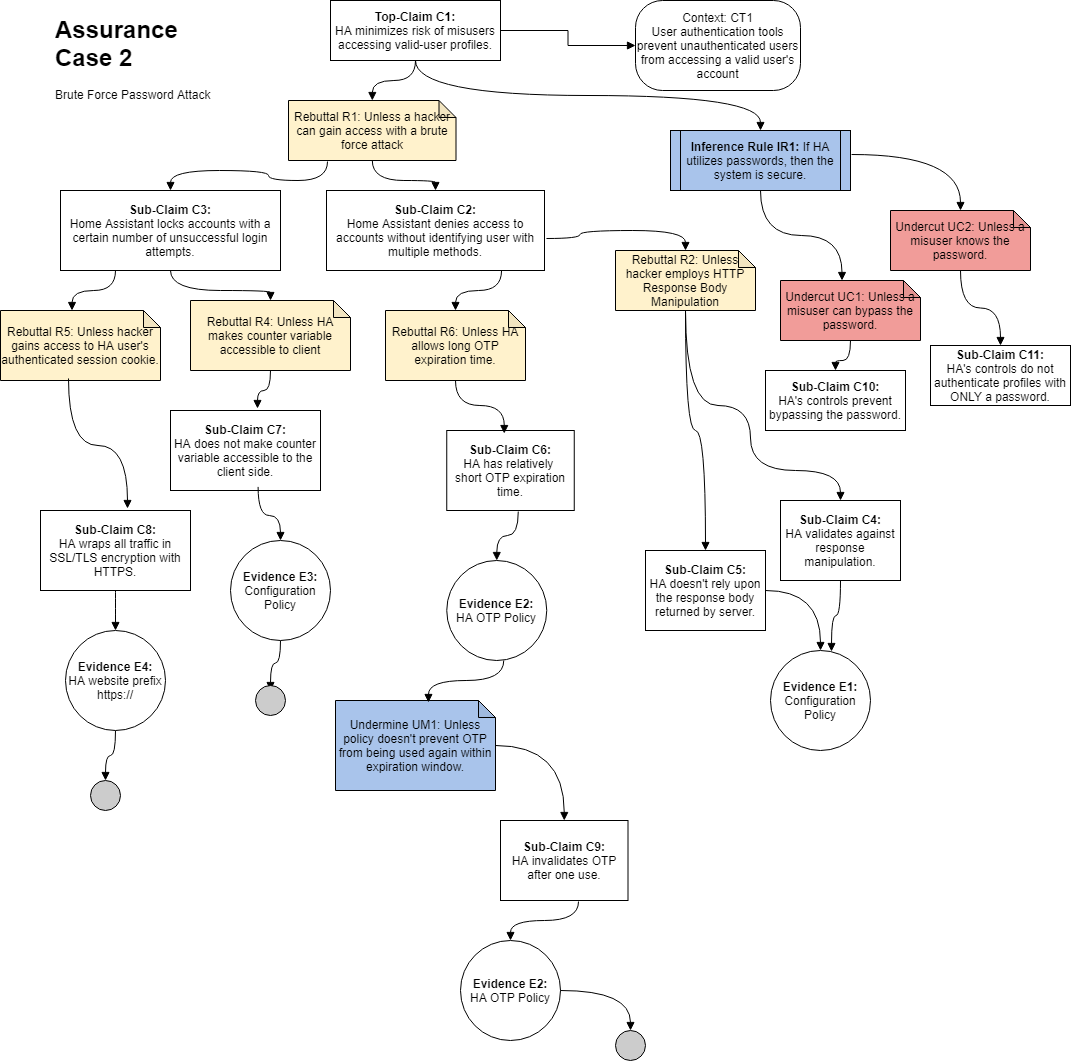 Assurance
Case 2
Brute Force Password Attack
Top-Claim C1:
HA minimizes risk of misusers
accessing valid-user profiles.
Context: CT1
User authentication tools
prevent unauthenticated users
from accessing a valid user's
account
Rebuttal R1: Unless a hacker
can gain access with a brute
force attack
Inference Rule IR1: If HA
utilizes passwords, then the
system is secure.
Sub-Claim C3:
Home Assistant locks accounts with a
certain number of unsuccessful login
attempts.
Sub-Claim C2:
Home Assistant denies access to
accounts without identifying user with
multiple methods.
Undercut UC2: Unless a
misuser knows the
password.
Rebuttal R2: Unless
hacker employs HTTP
Response Body
Manipulation
Undercut UC1: Unless a
misuser can bypass the
password.
Rebuttal R5: Unless hacker
gains access to HA user's
authenticated session cookie.
Rebuttal R4: Unless HA
makes counter variable
accessible to client
Rebuttal R6: Unless HA
allows long OTP
expiration time.
Sub-Claim C11:
HA's controls do not
authenticate profiles with
ONLY a password.
Sub-Claim C10:
HA's controls prevent
bypassing the password.
Sub-Claim C7:
HA does not make counter
variable accessible to the
client side.
Sub-Claim C6:
HA has relatively
short OTP expiration
time.
Sub-Claim C8:
HA wraps all traffic in
SSL/TLS encryption with
HTTPS.
Sub-Claim C4:
HA validates against
response
manipulation.
Sub-Claim C5:
HA doesn't rely upon
the response body
returned by server.
Evidence E3:
Configuration
Policy
Evidence E2:
HA OTP Policy
Evidence E4:
HA website prefix
https://
Evidence E1:
Configuration
Policy
Undermine UM1: Unless
policy doesn't prevent OTP
from being used again within
expiration window.
Sub-Claim C9:
HA invalidates OTP
after one use.
Evidence E2:
HA OTP Policy